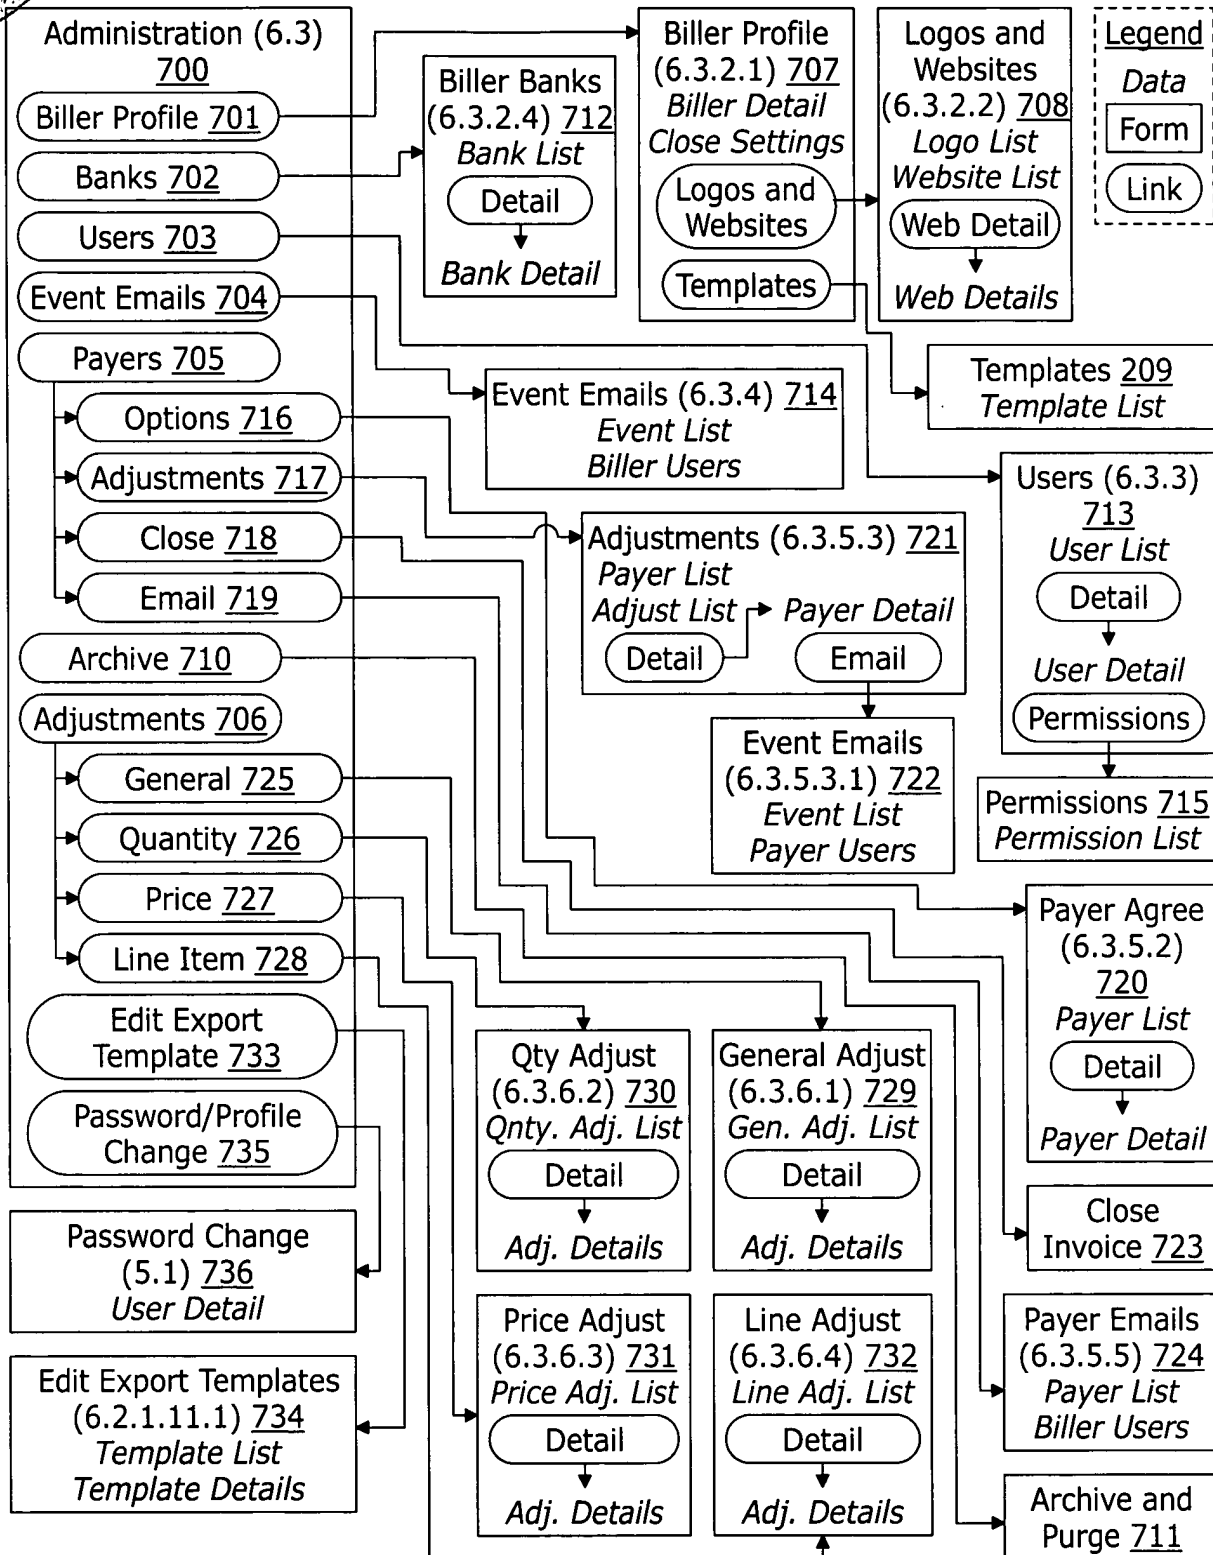 Administration (6.3)
700
Biller Profile 701
Banks 702
Users 703
Event Emails 704
Payers 705
Options 716
Adjustments 717
Close 718
Email 719
Archive 710
Adjustments 706
General 725
Quantity 726
Price 727
Line Item 728
Edit Export
Template 733
Password/Profile
Change 735
Password Change
(5.1) 736
User Detail
Edit Export Templates
(6.2.1.11.1) 734
Template List
Template Details
Biller Banks
(6.3.2.4) 712
Bank List
Detail
Bank Detail
Biller Profile
(6.3.2.1) 707
Biller Detail
Close Settings
Logos and
Websites
Templates
Logos and
Websites
(6.3.2.2) 708
Logo List
Website List
Web Detail
Web Details
Legend
Data
Form
Link
Templates 209
Template List
Event Emails (6.3.4) 714
Event List
Biller Users
Users (6.3.3)
713
User List
Detail
User Detail
Permissions
Adjustments (6.3.5.3) 721
Payer List
Adjust List
Payer Detail
Detail
Email
Event Emails
(6.3.5.3.1) 722
Event List
Payer Users
Permissions 715
Permission List
Payer Agree
(6.3.5.2)
720
Payer List
Detail
Payer Detail
Qty Adjust
(6.3.6.2) 730
Qnty. Adj. List
Detail
Adj. Details
General Adjust
(6.3.6.1) 729
Gen. Adj. List
Detail
Adj. Details
Close
Invoice 723
Price Adjust
(6.3.6.3) 731
Price Adj. List
Detail
Adj. Details
Line Adjust
(6.3.6.4) 732
Line Adj. List
Detail
Adj. Details
Payer Emails
(6.3.5.5) 724
Payer List
Biller Users
Archive and
Purge 711